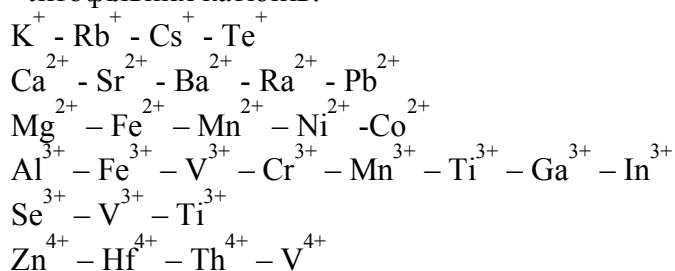 K⁺ - Rb⁺ - Cs⁺ - Te⁺
Ca²⁺ - Sr²⁺ - Ba²⁺ - Ra²⁺ - Pb²⁺
Mg²⁺ – Fe²⁺ – Mn²⁺ – Ni²⁺ -Co²⁺
Al³⁺ – Fe³⁺ – V³⁺ – Cr³⁺ – Mn³⁺ – Ti³⁺ – Ga³⁺ – In³⁺
Se³⁺ – V³⁺ – Ti³⁺
Zn⁴⁺ – Hf⁴⁺ – Th⁴⁺ – V⁴⁺